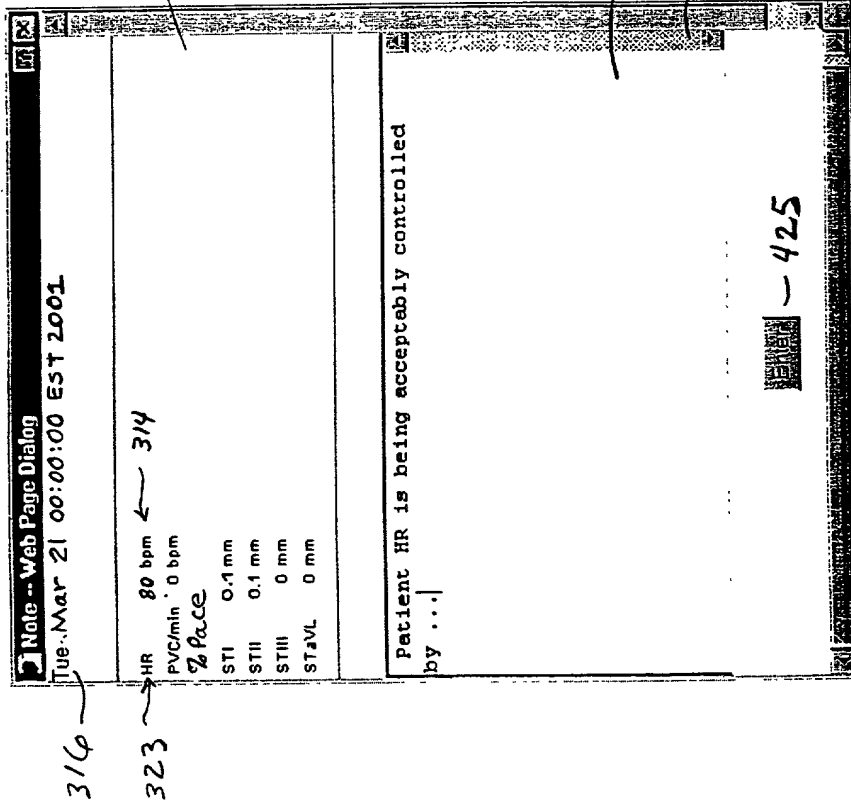 Note -- Web Page Dialog
316 Tue. Mar 21 00:00:00 EST 2001
323 HR 80 bpm 314
PVC/min 0 bpm
% Pace
STI 0.1 mm
STII 0.1 mm
STIII 0 mm
STaVL 0 mm
Patient HR is being acceptably controlled
by ...
Enter - 425